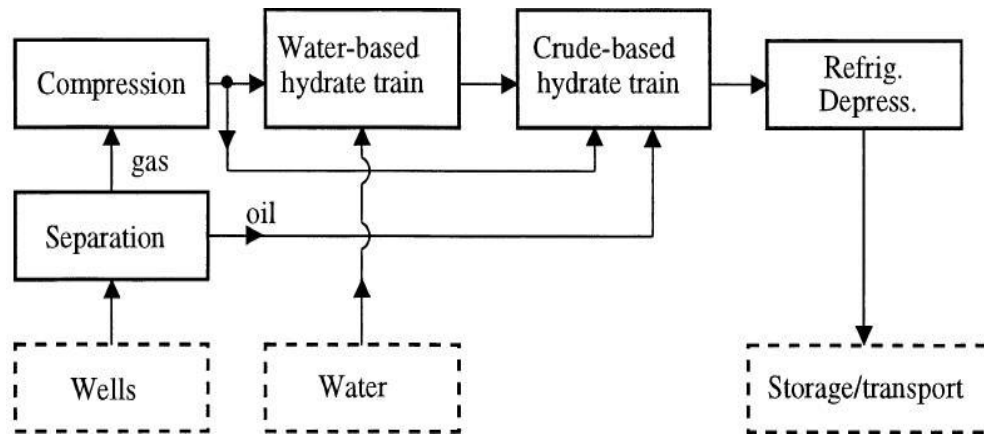 Compression
Water-based
hydrate train
Crude-based
hydrate train
Refrig.
Depress.
gas
Separation
oil
Wells
Water
Storage/transport